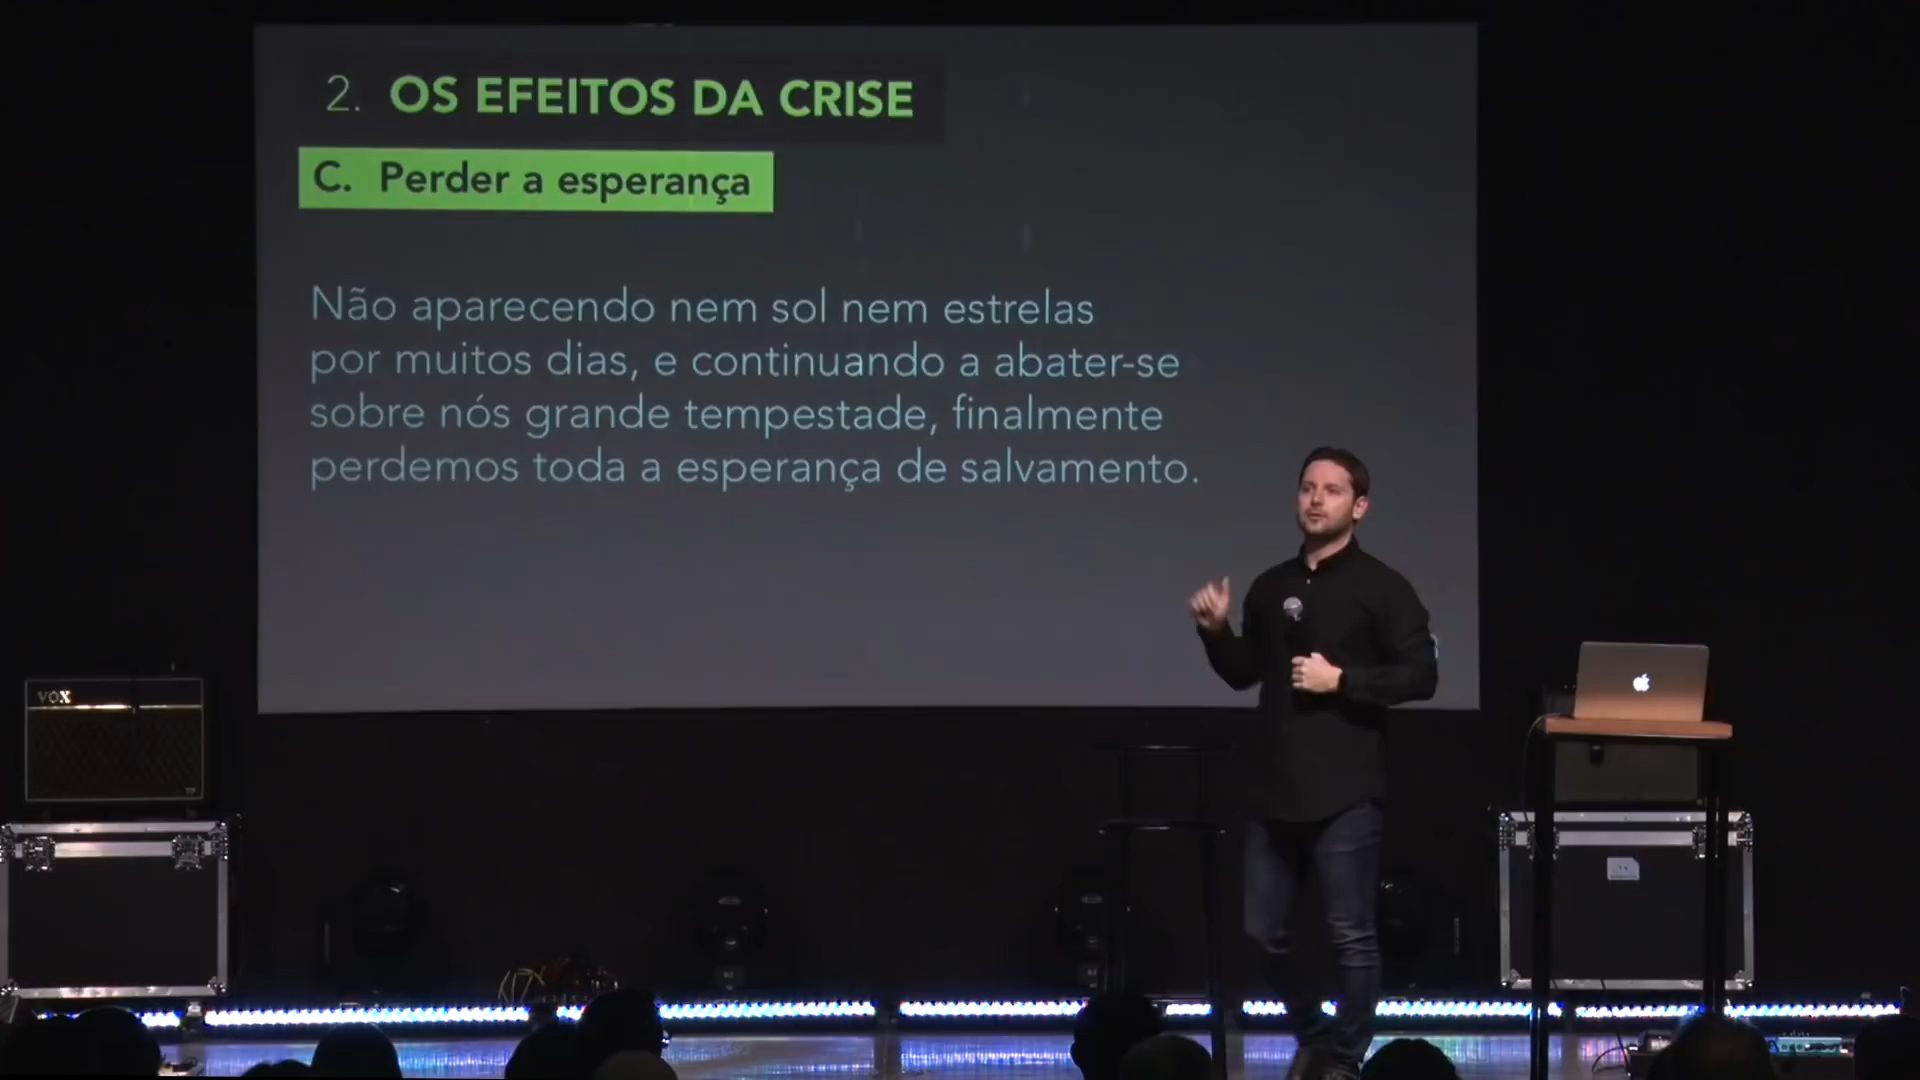 2. OS EFEITOS DA CRISE
C. Perder a esperança
Não aparecendo nem sol nem estrelas
por muitos dias, e continuando a abater-se
sobre nós grande tempestade, finalmente
perdemos toda a esperança de salvamento.
VOX